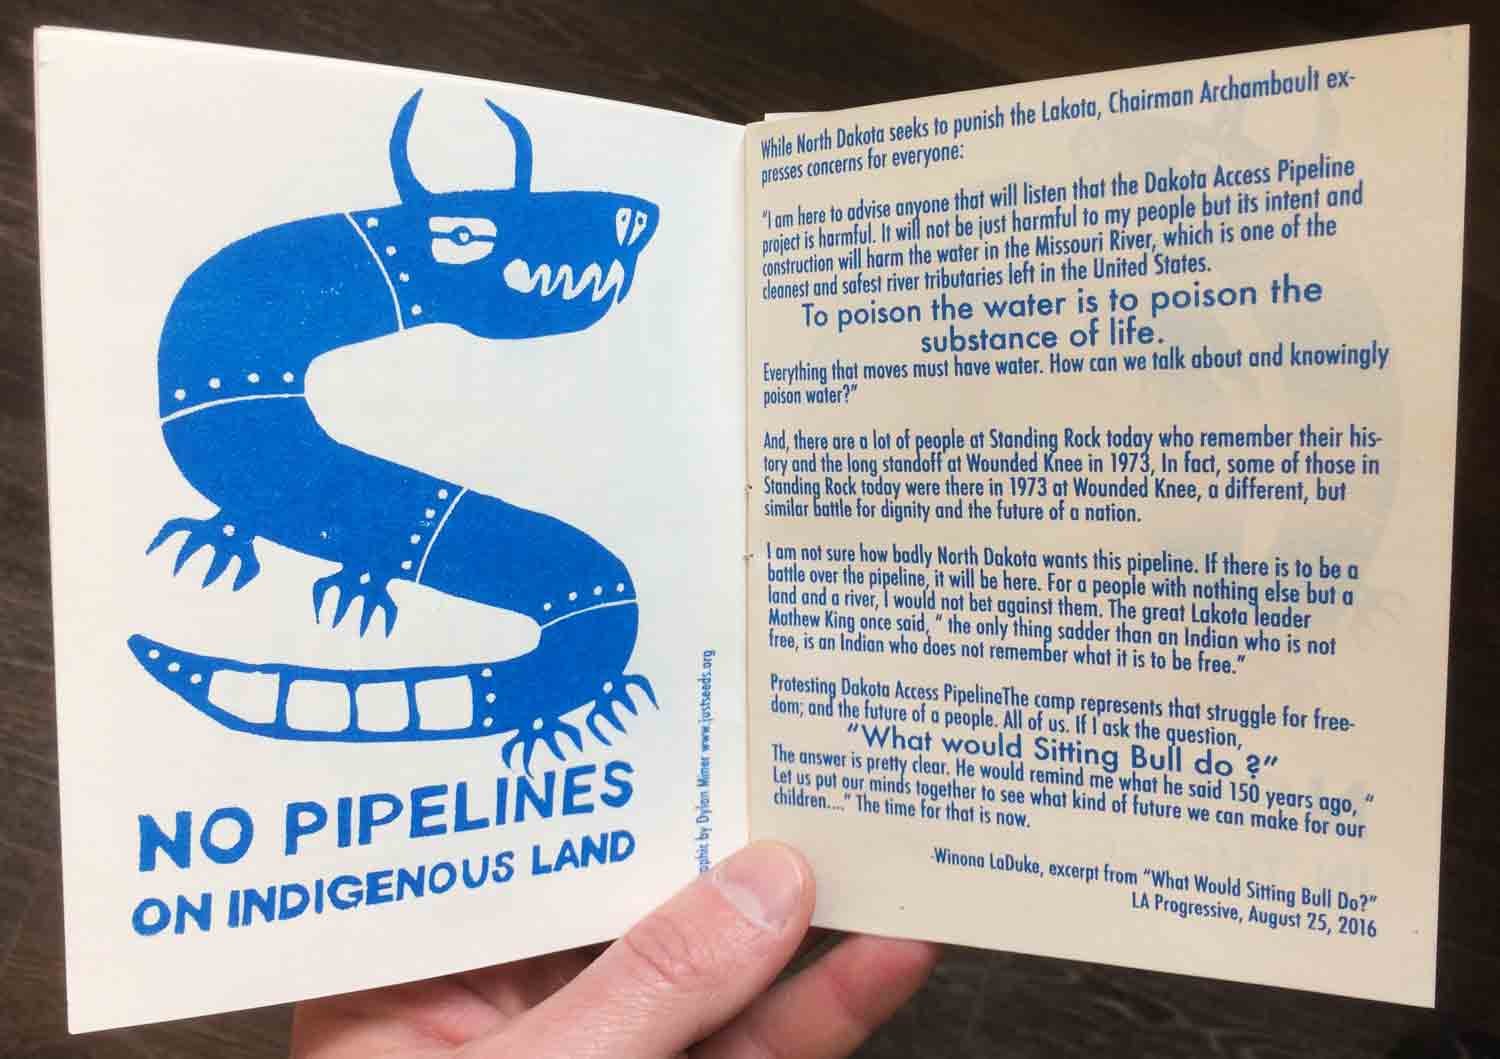 NO PIPELINES
ON INDIGENOUS LAND
by Dylan Miner www.justseeds.org
While North Dakota seeks to punish the Lakota, Chairman Archambault ex-
presses concerns for everyone:
"I am here to advise anyone that will listen that the Dakota Access Pipeline
project is harmful. It will not be just harmful to my people but its intent and
construction will harm the water in the Missouri River, which is one of the
cleanest and safest river tributaries left in the United States.
To poison the water is to poison the
substance of life.
Everything that moves must have water. How can we talk about and knowingly
poison water?"
And, there are a lot of people at Standing Rock today who remember their his-
tory and the long standoff at Wounded Knee in 1973, In fact, some of those in
Standing Rock today were there in 1973 at Wounded Knee, a different, but
similar battle for dignity and the future of a nation.
I am not sure how badly North Dakota wants this pipeline. If there is to be a
battle over the pipeline, it will be here. For a people with nothing else but a
land and a river, I would not bet against them. The great Lakota leader
Mathew King once said, " the only thing sadder than an Indian who is not
free, is an Indian who does not remember what it is to be free."
Protesting Dakota Access PipelineThe camp represents that struggle for free-
dom; and the future of a people. All of us. If I ask the question,
"What would Sitting Bull do ?"
The answer is pretty clear. He would remind me what he said 150 years ago, "
Let us put our minds together to see what kind of future we can make for our
children...." The time for that is now.
-Winona LaDuke, excerpt from "What Would Sitting Bull Do?"
LA Progressive, August 25, 2016